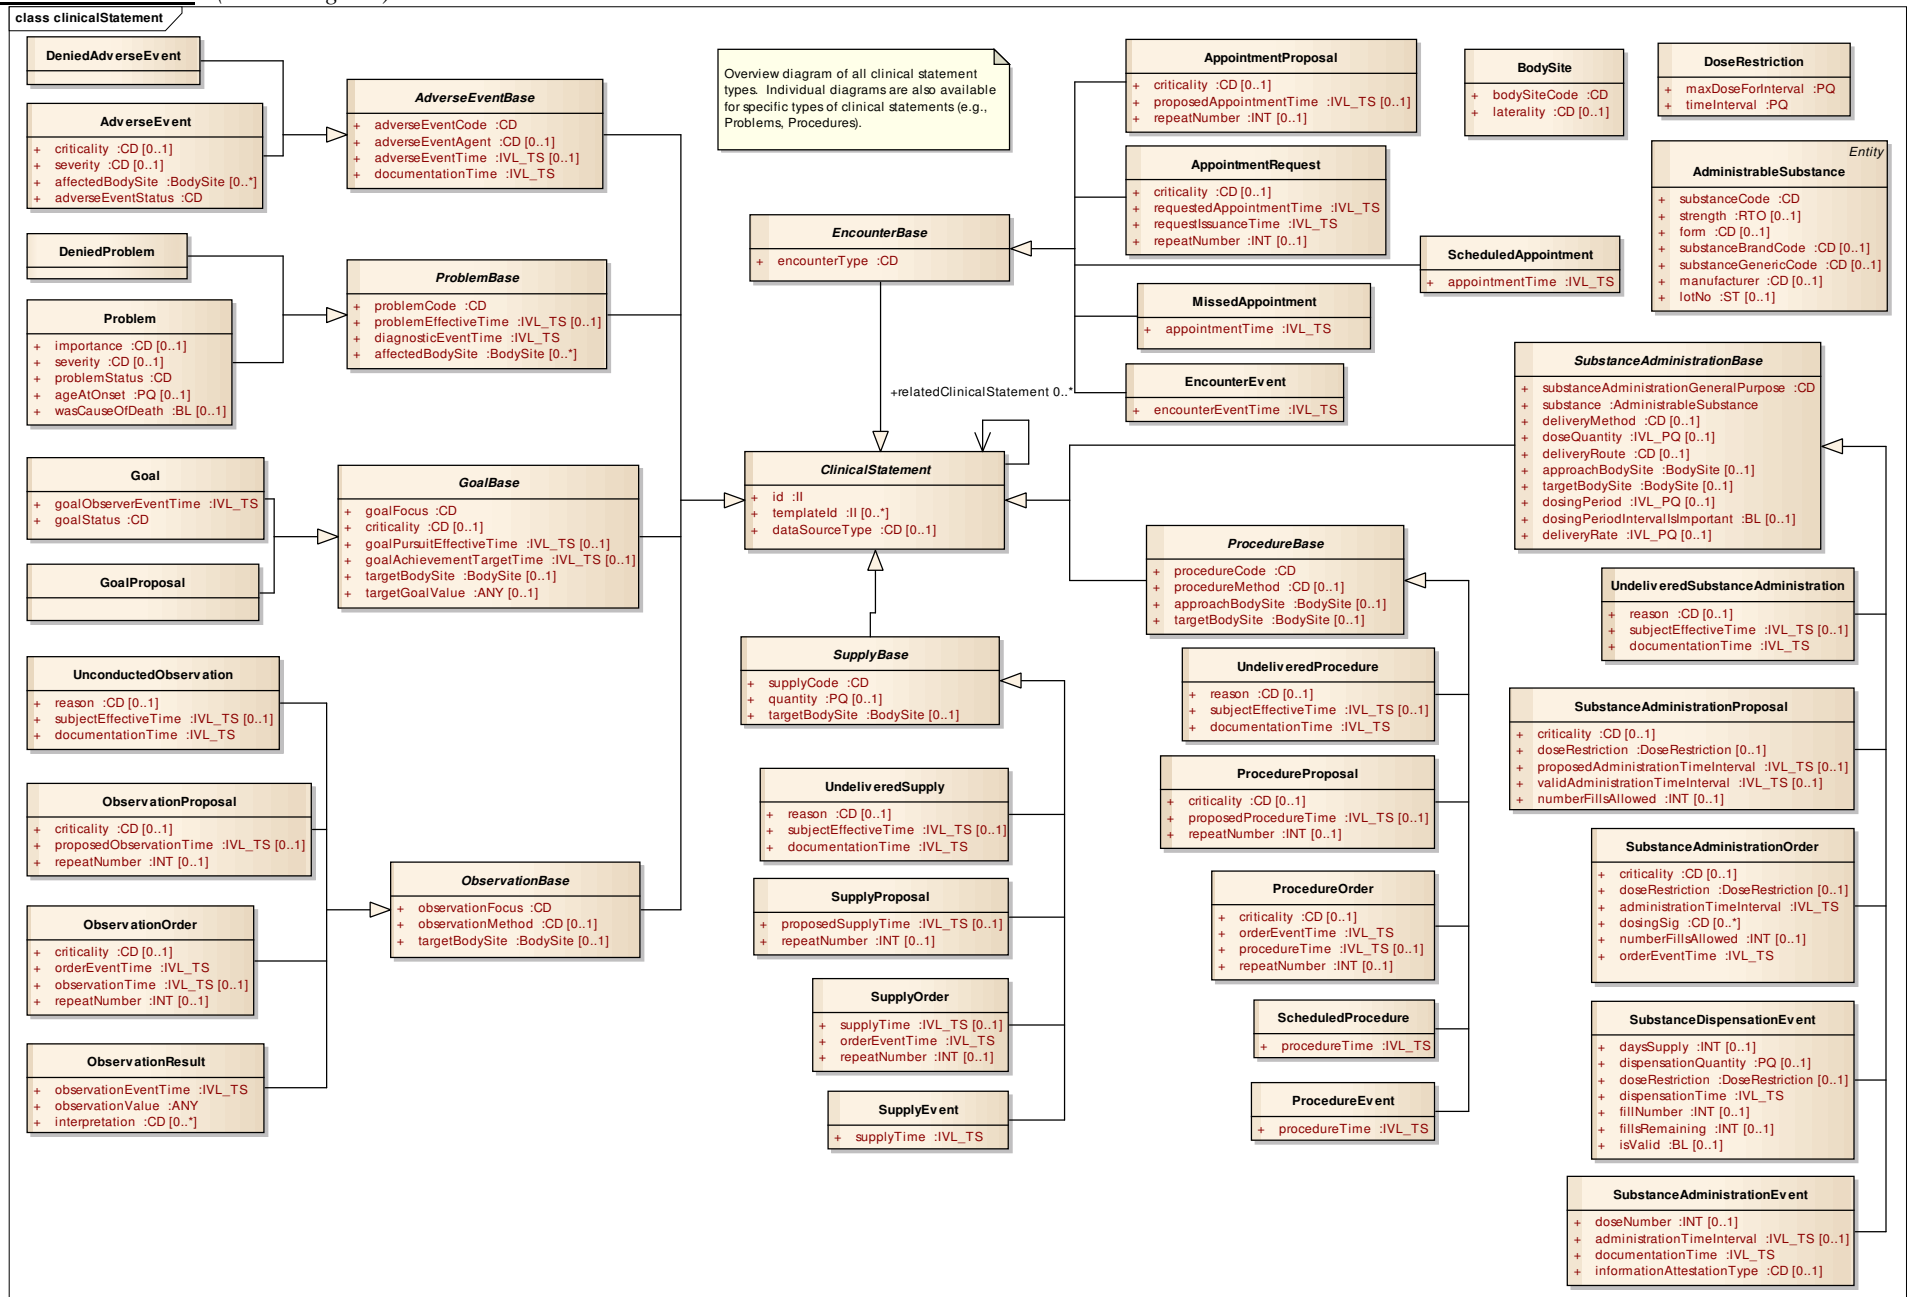 class clinicalStatement
DeniedAdverseEvent
AdverseEvent
+ criticality :CD [0..1]
+ severity :CD [0..1]
+ affectedBodySite :BodySite [0..*]
+ adverseEventStatus :CD
AdverseEventBase
+ adverseEventCode :CD
+ adverseEventAgent :CD [0..1]
+ adverseEventTime :IVL_TS [0..1]
+ documentationTime :IVL_TS
DeniedProblem
Problem
+ importance :CD [0..1]
+ severity :CD [0..1]
+ problemStatus :CD
+ ageAtOnset :PQ [0..1]
+ wasCauseOfDeath :BL [0..1]
ProblemBase
+ problemCode :CD
+ problemEffectiveTime :IVL_TS [0..1]
+ diagnosticEventTime :IVL_TS
+ affectedBodySite :BodySite [0..*]
Goal
+ goalObserverEventTime :IVL_TS
+ goalStatus :CD
GoalProposal
GoalBase
+ goalFocus :CD
+ criticality :CD [0..1]
+ goalPursuitEffectiveTime :IVL_TS [0..1]
+ goalAchievementTargetTime :IVL_TS [0..1]
+ targetBodySite :BodySite [0..1]
+ targetGoalValue :ANY [0..1]
UnconductedObservation
+ reason :CD [0..1]
+ subjectEffectiveTime :IVL_TS [0..1]
+ documentationTime :IVL_TS
ObservationProposal
+ criticality :CD [0..1]
+ proposedObservationTime :IVL_TS [0..1]
+ repeatNumber :INT [0..1]
ObservationOrder
+ criticality :CD [0..1]
+ orderEventTime :IVL_TS
+ observationTime :IVL_TS [0..1]
+ repeatNumber :INT [0..1]
ObservationResult
+ observationEventTime :IVL_TS
+ observationValue :ANY
+ interpretation :CD [0..*]
ObservationBase
+ observationFocus :CD
+ observationMethod :CD [0..1]
+ targetBodySite :BodySite [0..1]
Overview diagram of all clinical statement
types. Individual diagrams are also available
for specific types of clinical statements (e.g.,
Problems, Procedures).
EncounterBase
+ encounterType :CD
+relatedClinicalStatement 0..*
ClinicalStatement
+ id :II
+ templateId :II [0..*]
+ dataSourceType :CD [0..1]
SupplyBase
+ supplyCode :CD
+ quantity :PQ [0..1]
+ targetBodySite :BodySite [0..1]
UndeliveredSupply
+ reason :CD [0..1]
+ subjectEffectiveTime :IVL_TS [0..1]
+ documentationTime :IVL_TS
SupplyProposal
+ proposedSupplyTime :IVL_TS [0..1]
+ repeatNumber :INT [0..1]
SupplyOrder
+ supplyTime :IVL_TS [0..1]
+ orderEventTime :IVL_TS
+ repeatNumber :INT [0..1]
SupplyEvent
+ supplyTime :IVL_TS
AppointmentProposal
+ criticality :CD [0..1]
+ proposedAppointmentTime :IVL_TS [0..1]
+ repeatNumber :INT [0..1]
AppointmentRequest
+ criticality :CD [0..1]
+ requestedAppointmentTime :IVL_TS
+ requestIssuanceTime :IVL_TS
+ repeatNumber :INT [0..1]
ScheduledAppointment
+ appointmentTime :IVL_TS
MissedAppointment
+ appointmentTime :IVL_TS
EncounterEvent
+ encounterEventTime :IVL_TS
ProcedureBase
+ procedureCode :CD
+ procedureMethod :CD [0..1]
+ approachBodySite :BodySite [0..1]
+ targetBodySite :BodySite [0..1]
UndeliveredProcedure
+ reason :CD [0..1]
+ subjectEffectiveTime :IVL_TS [0..1]
+ documentationTime :IVL_TS
ProcedureProposal
+ criticality :CD [0..1]
+ proposedProcedureTime :IVL_TS [0..1]
+ repeatNumber :INT [0..1]
ProcedureOrder
+ criticality :CD [0..1]
+ orderEventTime :IVL_TS
+ procedureTime :IVL_TS [0..1]
+ repeatNumber :INT [0..1]
ScheduledProcedure
+ procedureTime :IVL_TS
ProcedureEvent
+ procedureTime :IVL_TS
BodySite
+ bodySiteCode :CD
+ laterality :CD [0..1]
DoseRestriction
+ maxDoseForInterval :PQ
+ timeInterval :PQ
Entity
AdministrableSubstance
+ substanceCode :CD
+ strength :RTO [0..1]
+ form :CD [0..1]
+ substanceBrandCode :CD [0..1]
+ substanceGenericCode :CD [0..1]
+ manufacturer :CD [0..1]
+ lotNo :ST [0..1]
SubstanceAdministrationBase
+ substanceAdministrationGeneralPurpose :CD
+ substance :AdministrableSubstance
+ deliveryMethod :CD [0..1]
+ doseQuantity :IVL_PQ [0..1]
+ deliveryRoute :CD [0..1]
+ approachBodySite :BodySite [0..1]
+ targetBodySite :BodySite [0..1]
+ dosingPeriod :IVL_PQ [0..1]
+ dosingPeriodIntervalIsImportant :BL [0..1]
+ deliveryRate :IVL_PQ [0..1]
UndeliveredSubstanceAdministration
+ reason :CD [0..1]
+ subjectEffectiveTime :IVL_TS [0..1]
+ documentationTime :IVL_TS
SubstanceAdministrationProposal
+ criticality :CD [0..1]
+ doseRestriction :DoseRestriction [0..1]
+ proposedAdministrationTimeInterval :IVL_TS [0..1]
+ validAdministrationTimeInterval :IVL_TS [0..1]
+ numberFillsAllowed :INT [0..1]
SubstanceAdministrationOrder
+ criticality :CD [0..1]
+ doseRestriction :DoseRestriction [0..1]
+ administrationTimeInterval :IVL_TS
+ dosingSig :CD [0..*]
+ numberFillsAllowed :INT [0..1]
+ orderEventTime :IVL_TS
SubstanceDispensationEvent
+ daysSupply :INT [0..1]
+ dispensationQuantity :PQ [0..1]
+ doseRestriction :DoseRestriction [0..1]
+ dispensationTime :IVL_TS
+ fillNumber :INT [0..1]
+ fillsRemaining :INT [0..1]
+ isValid :BL [0..1]
SubstanceAdministrationEvent
+ doseNumber :INT [0..1]
+ administrationTimeInterval :IVL_TS [0..1]
+ documentationTime :IVL_TS
+ informationAttestationType :CD [0..1]